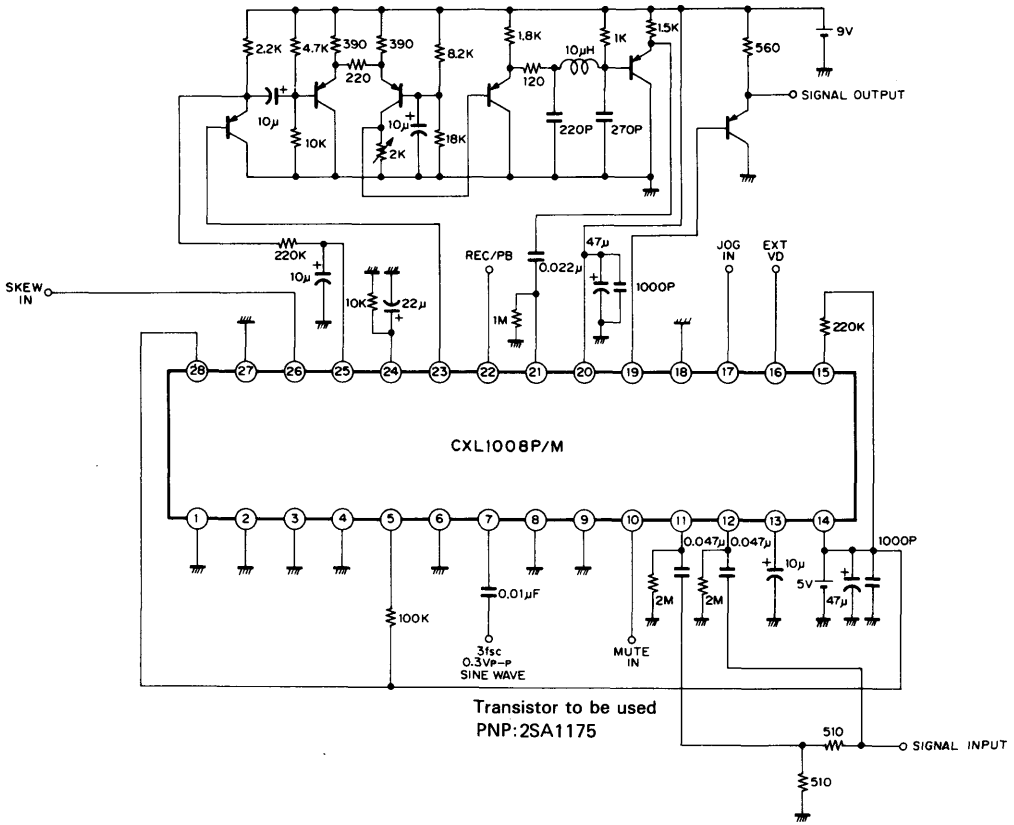 9V
2.2K 4.7K 390 390 8.2K 1.8K 1K 1.5K 560
220 10μH
120
SIGNAL OUTPUT
10μ 10K 10μ 2K 18K 220P 270P
220K
10μ
10K 22μ
REC/PB
0.022μ
1M
47μ
1000P
JOG IN
EXT VD
220K
SKEW IN
28 27 26 25 24 23 22 21 20 19 18 17 16 15
CXL1008P/M
1 2 3 4 5 6 7 8 9 10 11 12 13 14
0.047μ 0.047μ 1000P
2M 2M 10μ 5V 47μ
100K
0.01μF
3fsc
0.3VP-P
SINE WAVE
MUTE IN
Transistor to be used
PNP:2SA1175
510
SIGNAL INPUT
510